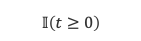 𝕀(t ≥ 0)